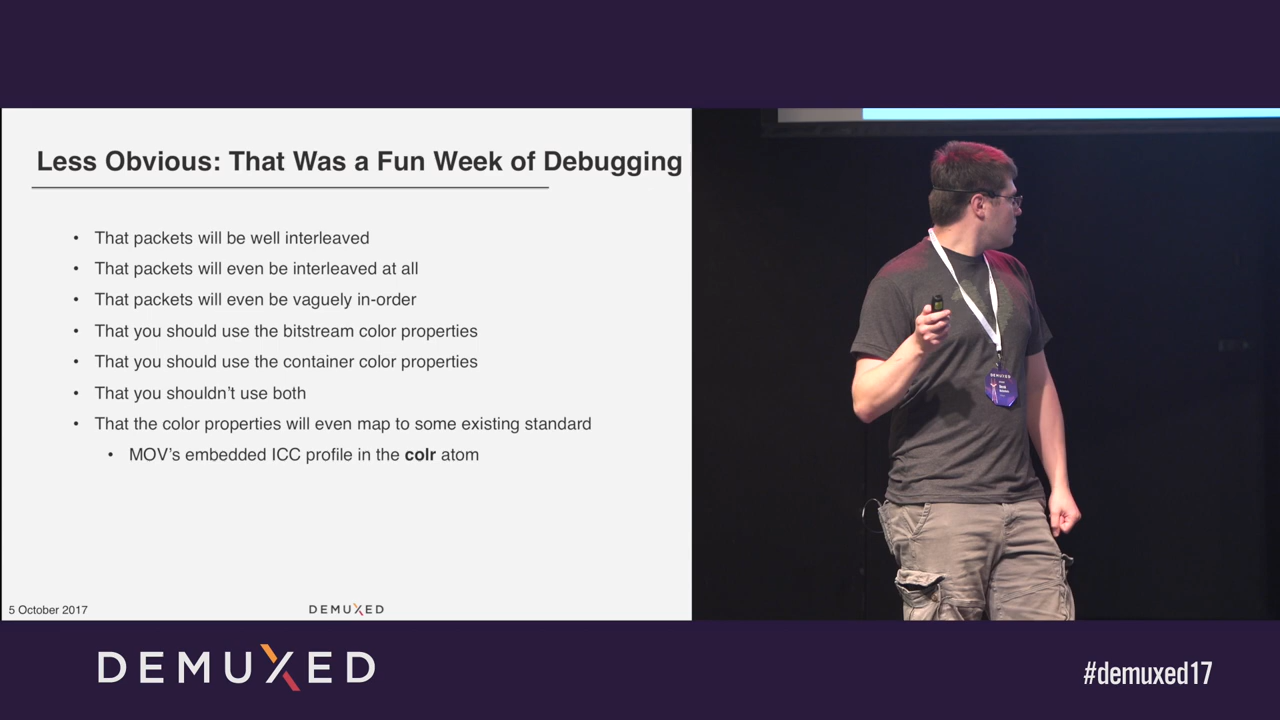 Less Obvious: That Was a Fun Week of Debugging
• That packets will be well interleaved
• That packets will even be interleaved at all
• That packets will even be vaguely in-order
• That you should use the bitstream color properties
• That you should use the container color properties
• That you shouldn’t use both
• That the color properties will even map to some existing standard
• MOV’s embedded ICC profile in the colr atom
5 October 2017
DEMUXED
DEMUXED
DEMUXED
#demuxed17